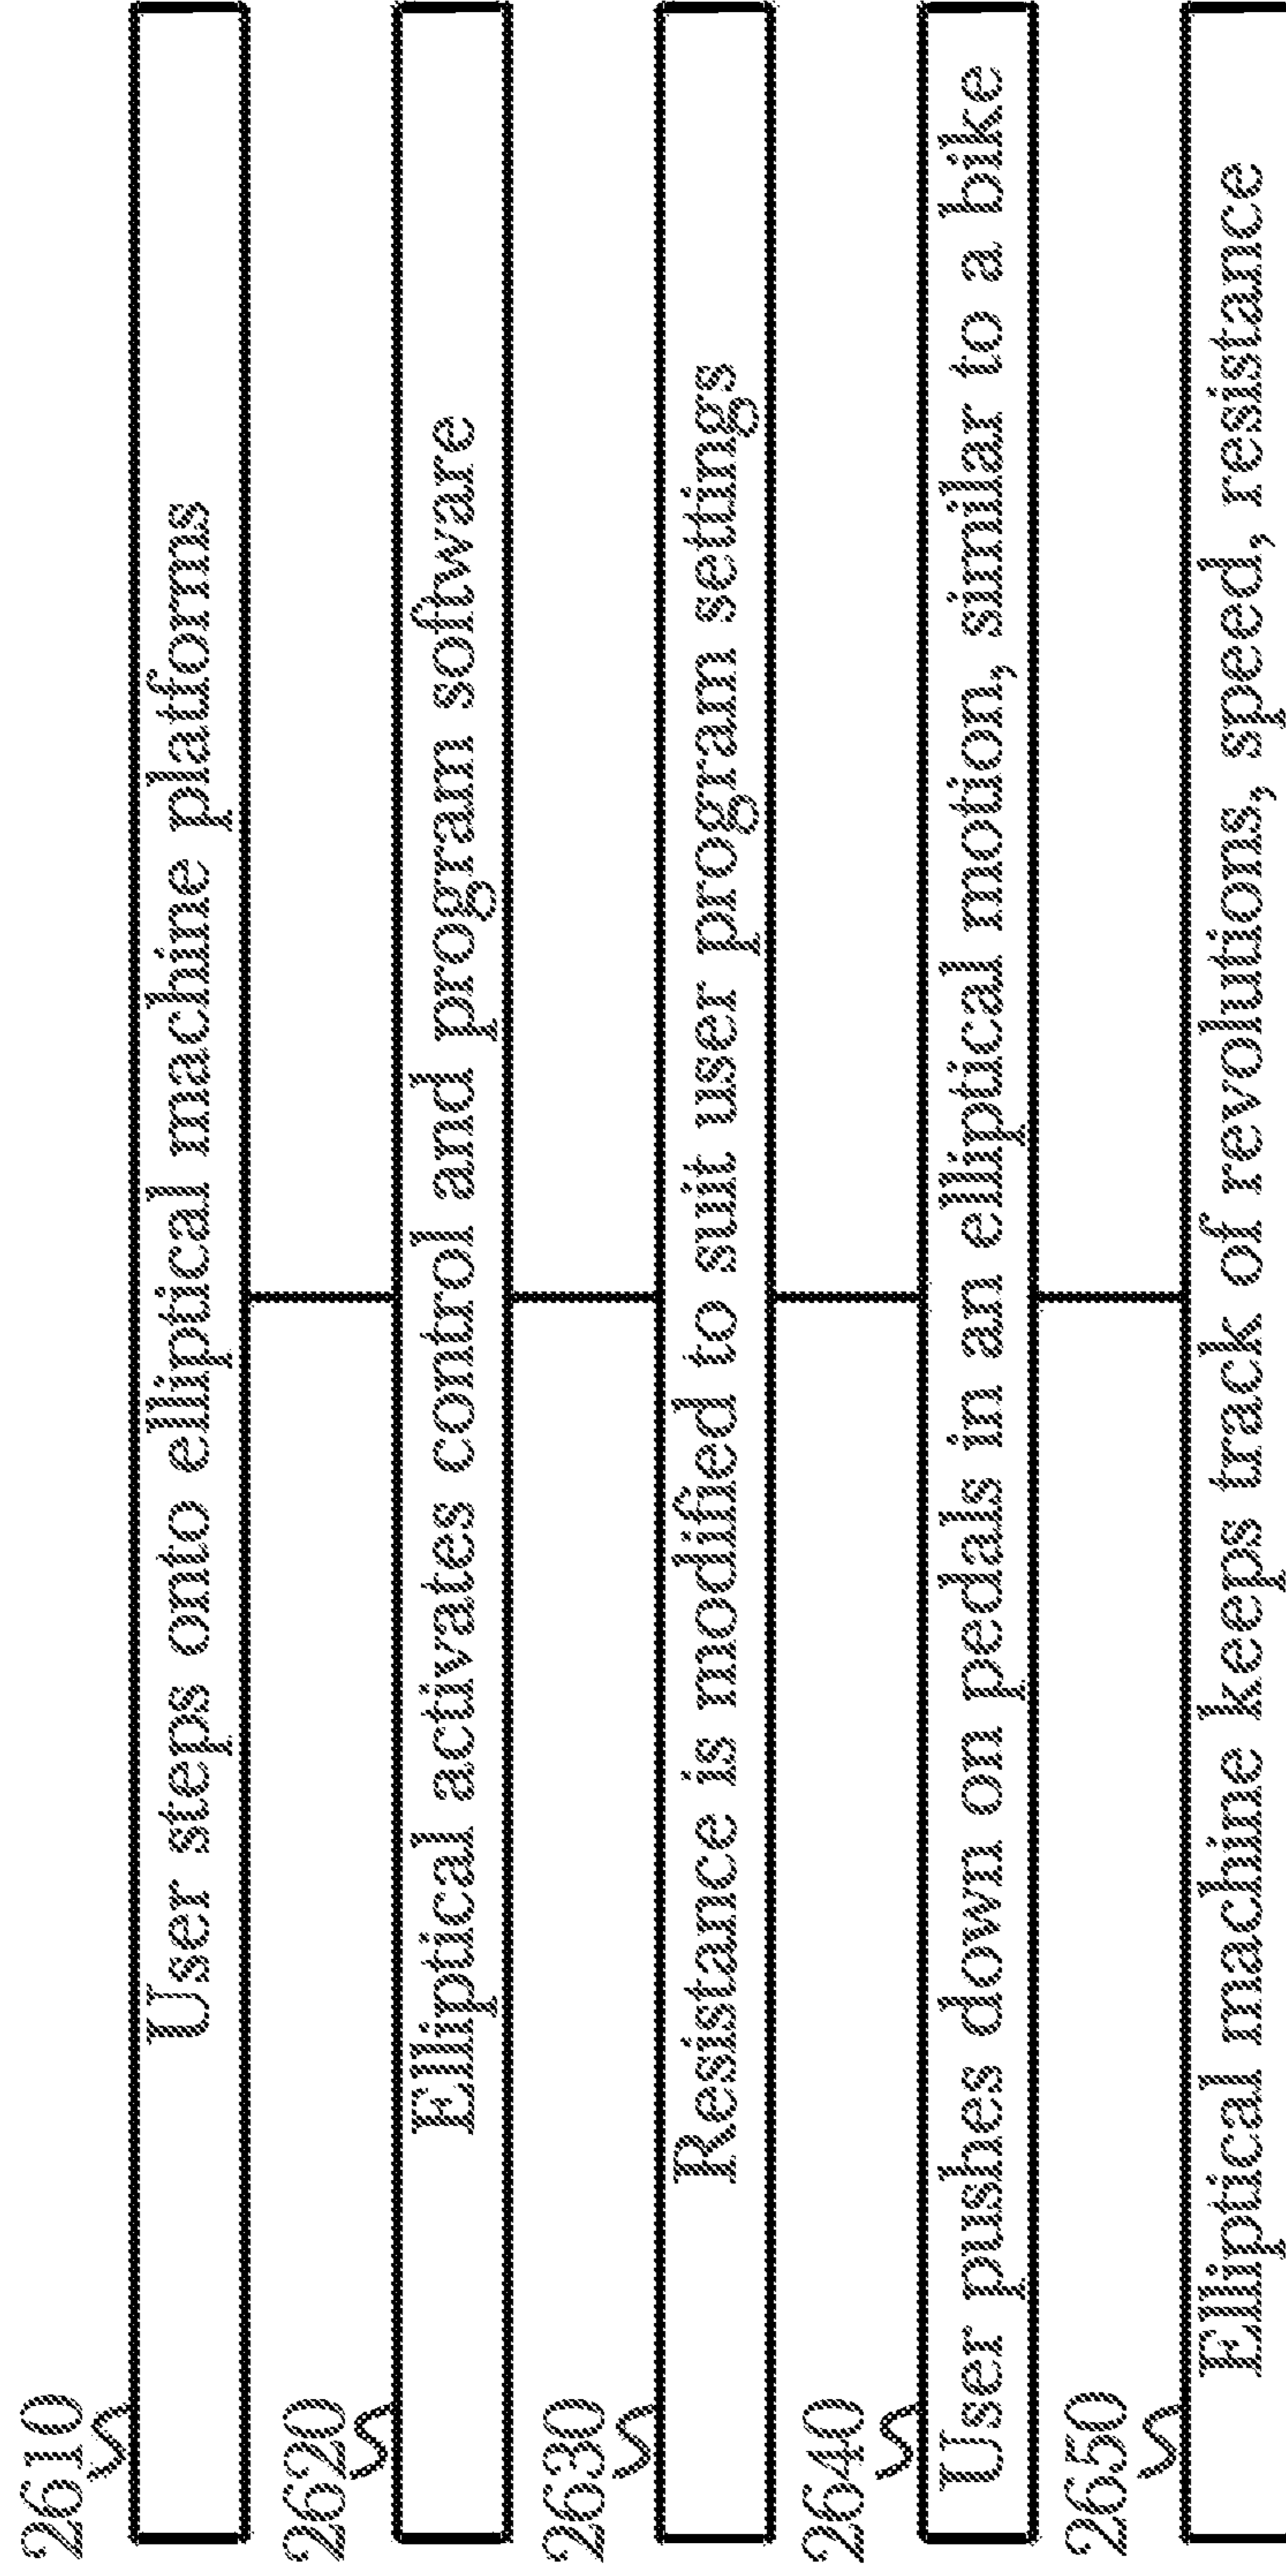 2610
User steps onto elliptical machine platforms
2620
Elliptical activates control and program software
2630
Resistance is modified to suit user program settings
2640
User pushes down on pedals in an elliptical motion, similar to a bike
2650
Elliptical machine keeps track of revolutions, speed, resistance